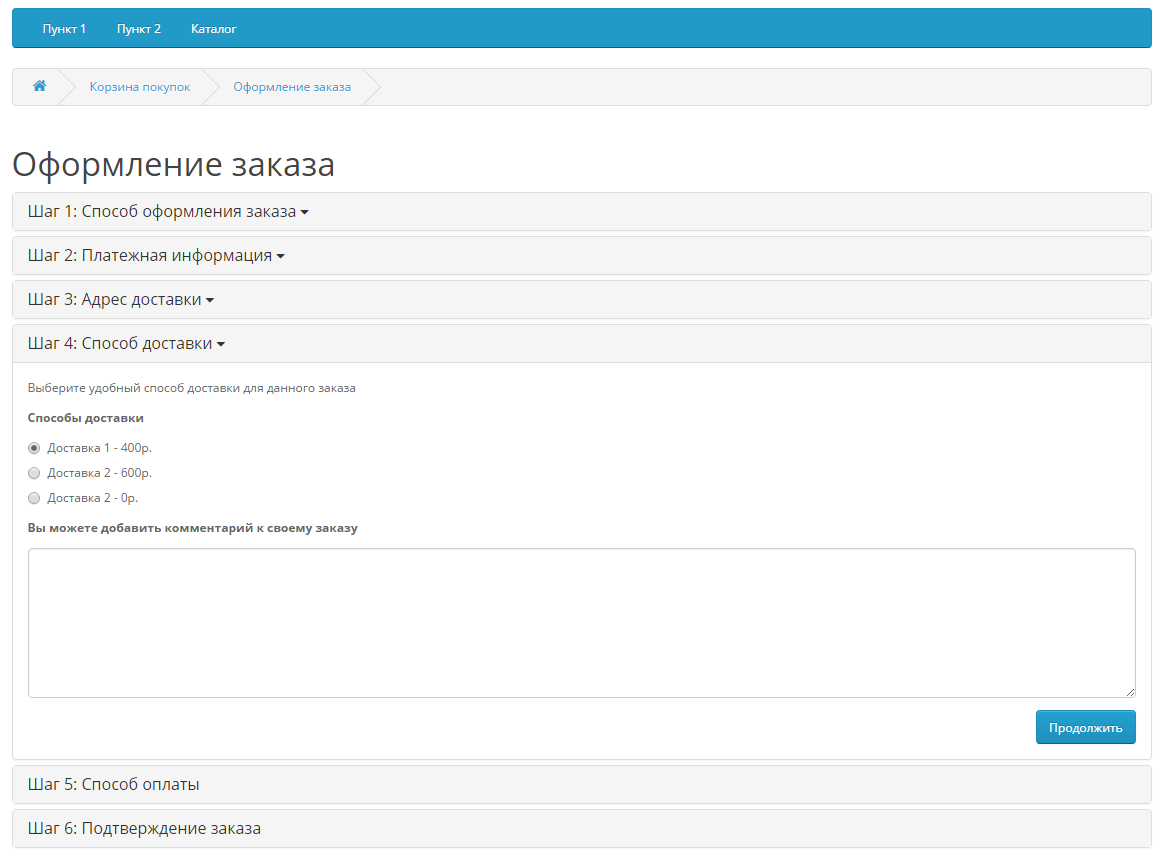 Пункт 1 Пункт 2 Каталог
Корзина покупок Оформление заказа
Оформление заказа
Шаг 1: Способ оформления заказа
Шаг 2: Платежная информация
Шаг 3: Адрес доставки
Шаг 4: Способ доставки
Выберите удобный способ доставки для данного заказа
Способы доставки
Доставка 1 - 400р.
Доставка 2 - 600р.
Доставка 2 - 0р.
Вы можете добавить комментарий к своему заказу
Продолжить
Шаг 5: Способ оплаты
Шаг 6: Подтверждение заказа